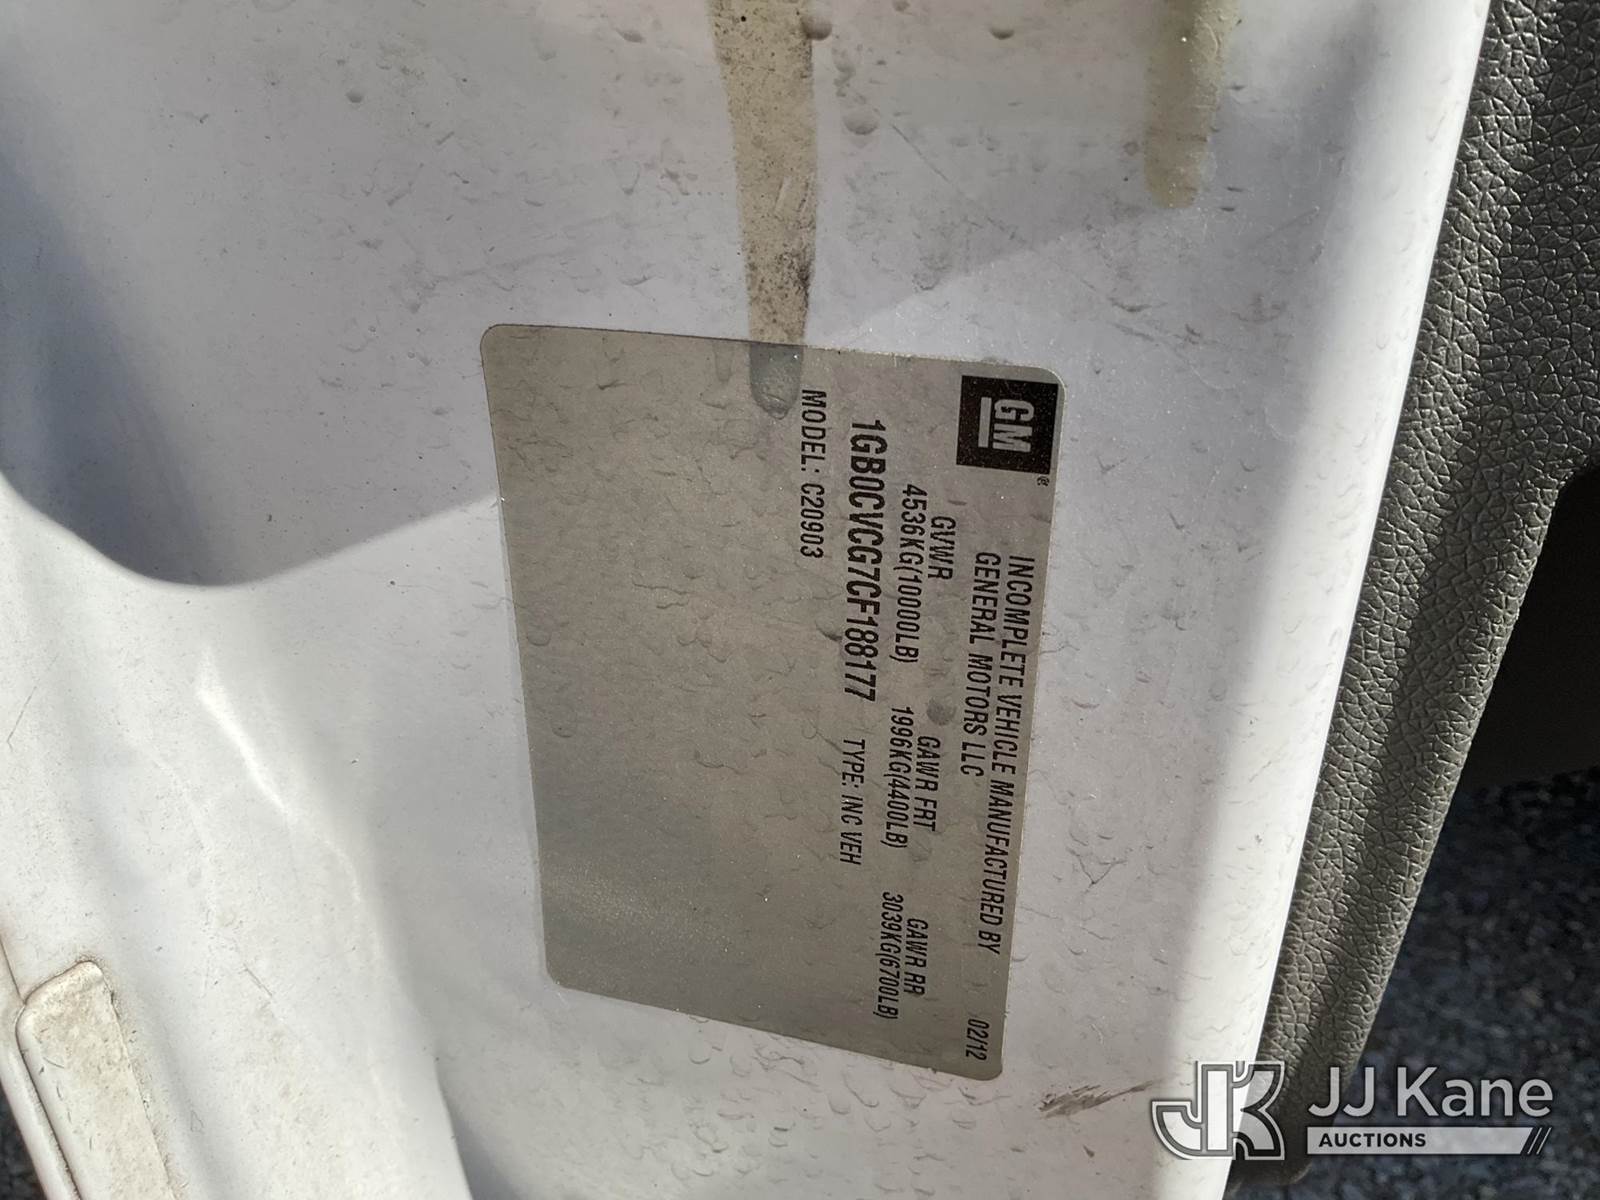 GM®
INCOMPLETE VEHICLE MANUFACTURED BY
GENERAL MOTORS LLC 02/12
GVWR GAWR FRT GAWR RR
4536KG(10000LB) 1996KG(4400LB) 3039KG(6700LB)
1GB0CVCG7CF188177 TYPE: INC VEH
MODEL: C20903
JJ Kane
AUCTIONS